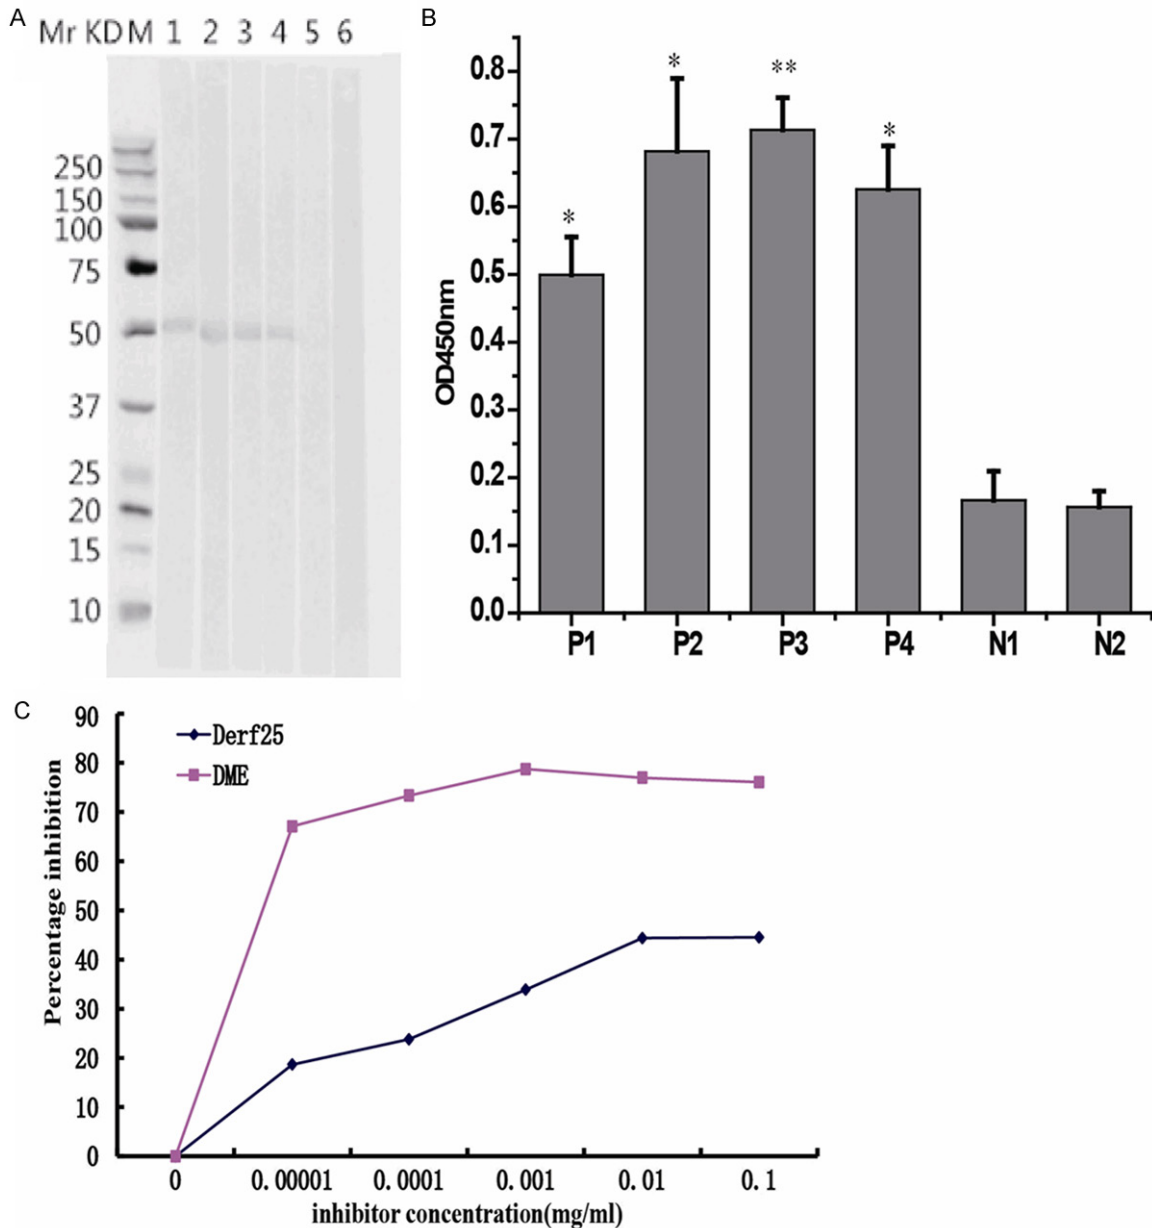 A
Mr KD M 1 2 3 4 5 6
250
150
100
75
50
37
25
20
15
10
B
OD450nm
0.8
0.7
0.6
0.5
0.4
0.3
0.2
0.1
0.0
* * ** *
P1 P2 P3 P4 N1 N2
C
Percentage inhibition
90
80
70
60
50
40
30
20
10
0
Derf25
DME
0 0.00001 0.0001 0.001 0.01 0.1
inhibitor concentration(mg/ml)